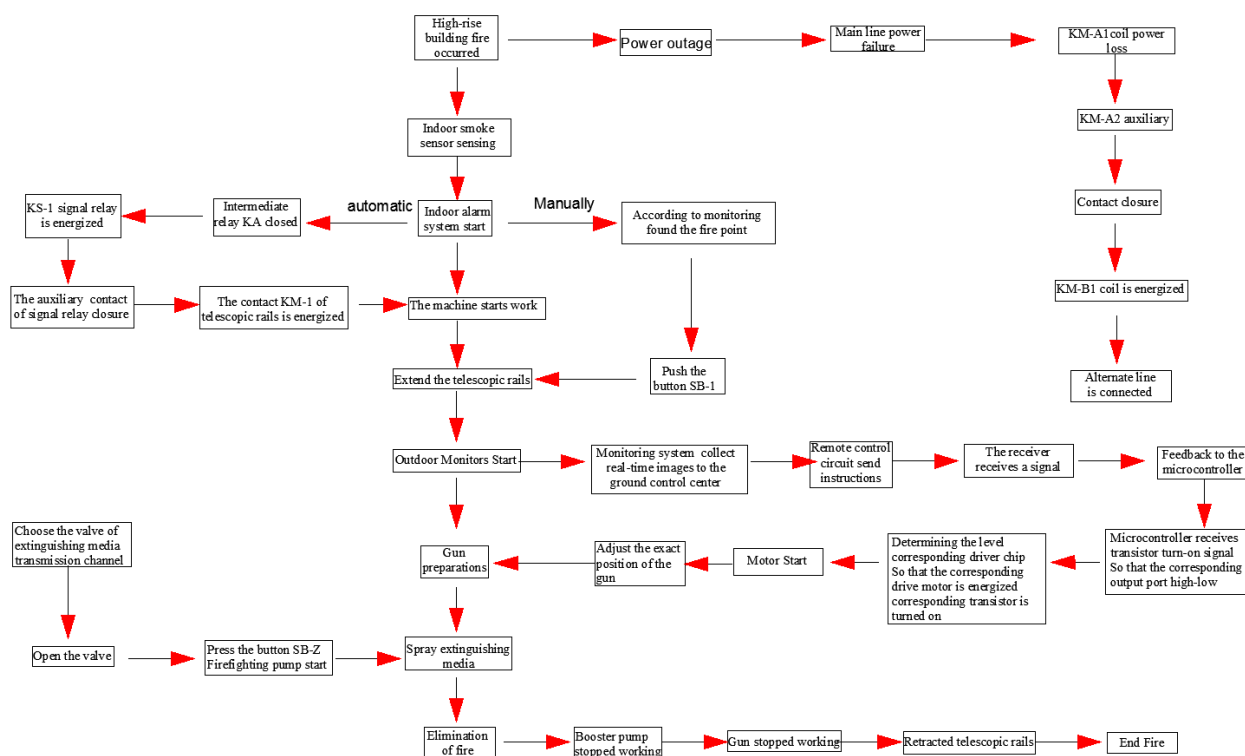 High-rise
building fire
occurred
Power outage
Main line power
failure
KM-A1coil power
loss
KM-A2 auxiliary
Indoor smoke
sensor sensing
KS-1 signal relay
is energized
Intermediate
relay KA closed
automatic
Indoor alarm
system start
Manually
According to monitoring
found the fire point
Contact closure
The auxiliary contact
of signal relay closure
The contact KM-1 of
telescopic rails is energized
The machine starts work
KM-B1 coil is energized
Extend the telescopic rails
Push the
button SB-1
Alternate line
is connected
Outdoor Monitors Start
Monitoring system collect
real-time images to the
ground control center
Remote control
circuit send
instructions
The receiver
receives a signal
Feedback to the
microcontroller
Choose the valve of
extinguishing media
transmission channel
Gun
preparations
Adjust the exact
position of the
gun
Motor Start
Determining the level
corresponding driver chip
So that the corresponding
drive motor is energized
corresponding transistor is
turned on
Microcontroller receives
transistor turn-on signal
So that the corresponding
output port high-low
Open the valve
Press the button SB-Z
Firefighting pump start
Spray extinguishing
media
Elimination
of fire
Booster pump
stopped working
Gun stopped working
Retracted telescopic rails
End Fire